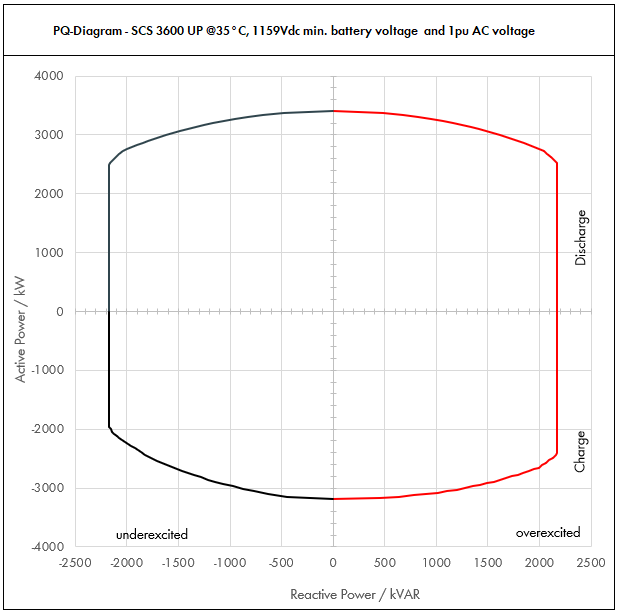 PQ-Diagram - SCS 3600 UP @35°C, 1159Vdc min. battery voltage and 1pu AC voltage
4000
3000
2000
1000
0
-1000
-2000
-3000
-4000
Active Power / kW
Discharge
Charge
underexcited
overexcited
-2500 -2000 -1500 -1000 -500 0 500 1000 1500 2000 2500
Reactive Power / kVAR